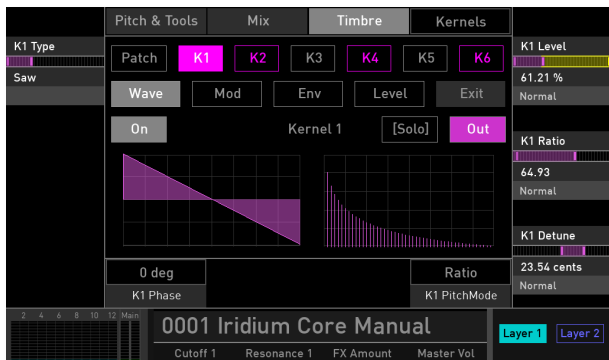 Pitch & Tools Mix Timbre Kernels
K1 Type
Saw
Patch K1 K2 K3 K4 K5 K6
Wave Mod Env Level Exit
On Kernel 1 [Solo] Out
K1 Level
61.21 %
Normal
K1 Ratio
64.93
Normal
K1 Detune
23.54 cents
Normal
0 deg Ratio
K1 Phase K1 PitchMode
2 4 6 8 10 12 Main
0001 Iridium Core Manual
Cutoff 1 Resonance 1 FX Amount Master Vol
Layer 1 Layer 2